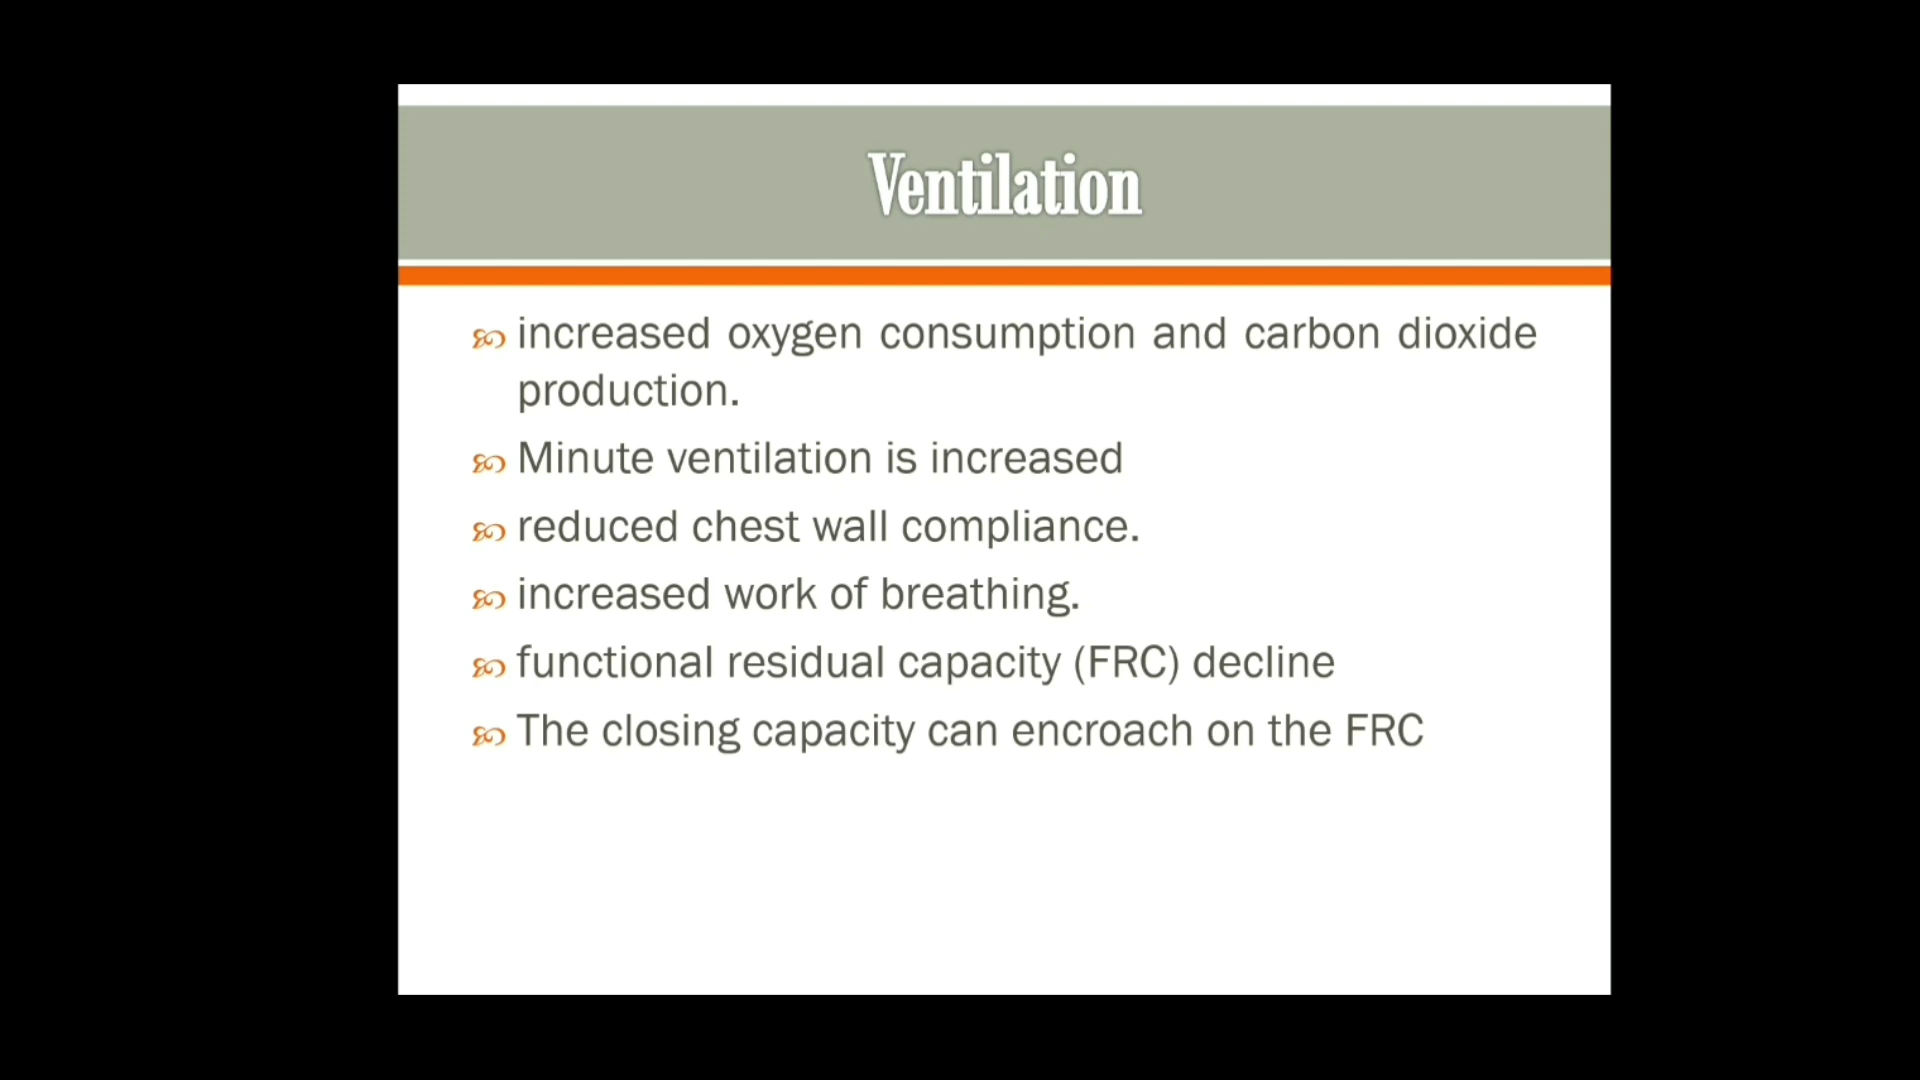 Ventilation
increased oxygen consumption and carbon dioxide
production.
Minute ventilation is increased
reduced chest wall compliance.
increased work of breathing.
functional residual capacity (FRC) decline
The closing capacity can encroach on the FRC